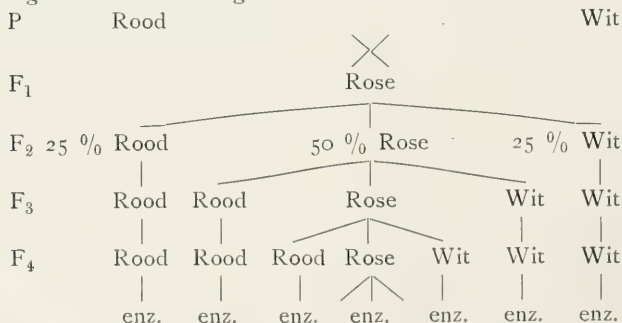 P Rood Wit
F₁ Rose
F₂ 25 % Rood 50 % Rose 25 % Wit
F₃ Rood Rood Rose Wit Wit
F₄ Rood Rood Rood Rose Wit Wit Wit
enz. enz. enz. enz. enz. enz. enz.